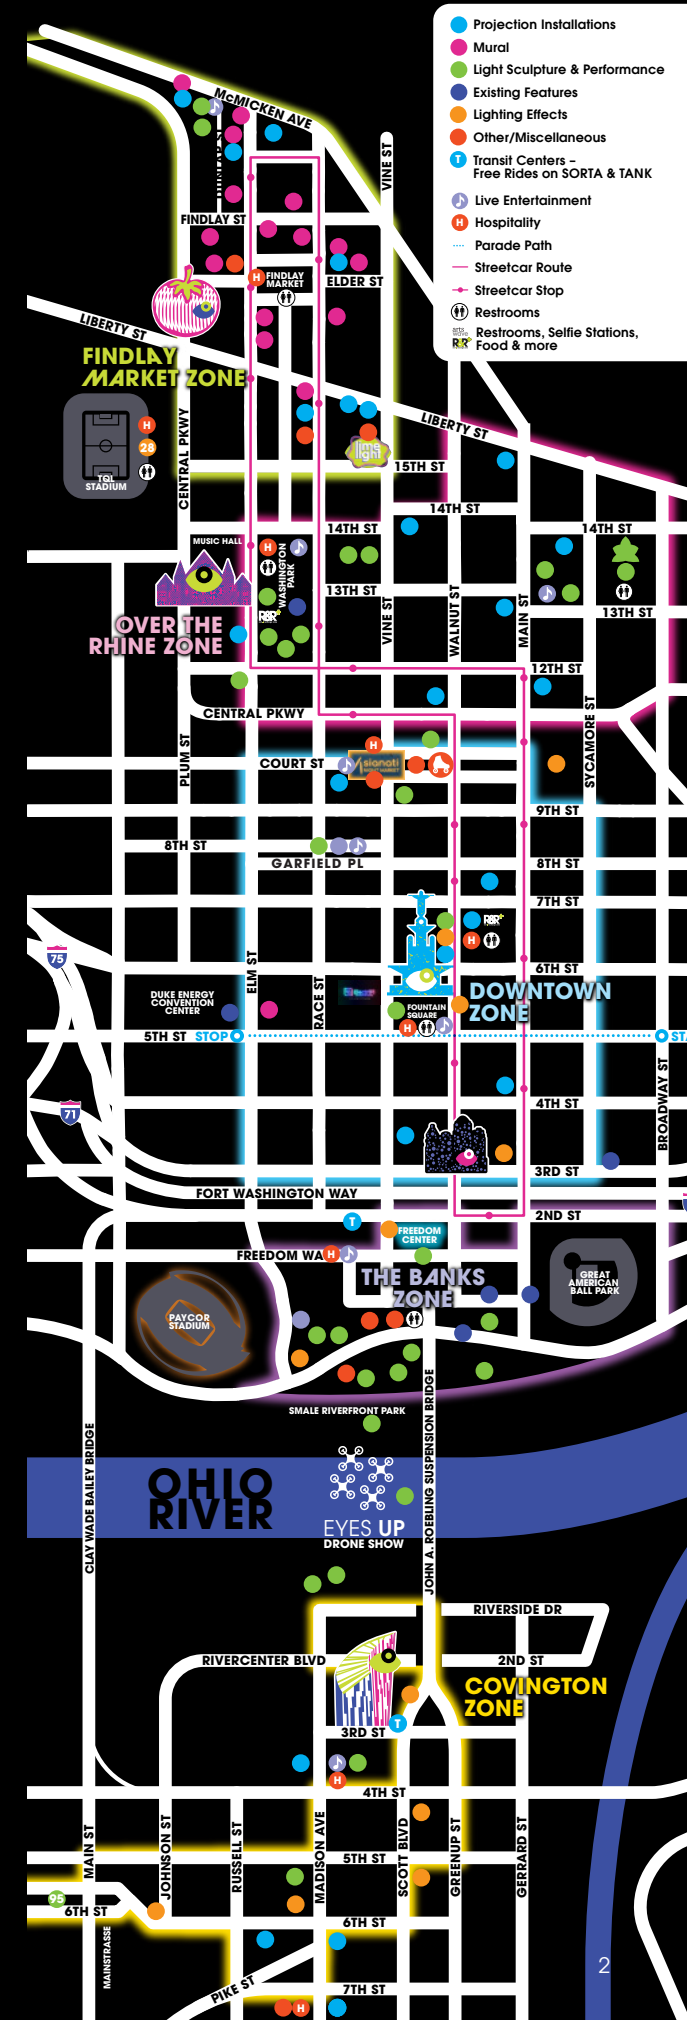 Projection Installations
Mural
Light Sculpture & Performance
Existing Features
Lighting Effects
Other/Miscellaneous
T
Transit Centers –
Free Rides on SORTA & TANK
Live Entertainment
H
Hospitality
Parade Path
Streetcar Route
Streetcar Stop
Restrooms
arts
wave
Restrooms, Selfie Stations,
Food & more
McMICKEN AVE
VINE ST
FINDLAY ST
H
FINDLAY
MARKET
ELDER ST
LIBERTY ST
FINDLAY
MARKET ZONE
LIBERTY ST
CENTRAL PKWY
H
28
TQL
STADIUM
lime
light
15TH ST
14TH ST
14TH ST
14TH ST
MUSIC HALL
H
WASHINGTON
PARK
13TH ST
13TH ST
VINE ST
WALNUT ST
MAIN ST
OVER THE
RHINE ZONE
12TH ST
CENTRAL PKWY
SYCAMORE ST
PLUM ST
COURT ST
H
9TH ST
8TH ST
GARFIELD PL
8TH ST
7TH ST
75
H
ELM ST
RACE ST
6TH ST
DUKE ENERGY
CONVENTION
CENTER
FOUNTAIN
SQUARE
H
DOWNTOWN
ZONE
5TH ST
STOP
STA
BROADWAY ST
71
4TH ST
3RD ST
FORT WASHINGTON WAY
T
2ND ST
FREEDOM
CENTER
FREEDOM WA
H
THE BANKS
ZONE
GREAT
AMERICAN
BALL PARK
PAYCOR
STADIUM
SMALE RIVERFRONT PARK
CLAY WADE BAILEY BRIDGE
JOHN A. ROEBLING SUSPENSION BRIDGE
OHIO
RIVER
EYES UP
DRONE SHOW
RIVERSIDE DR
RIVERCENTER BLVD
2ND ST
COVINGTON
ZONE
T
3RD ST
H
4TH ST
MAIN ST
JOHNSON ST
RUSSELL ST
MADISON AVE
SCOTT BLVD
GREENUP ST
GERRARD ST
5TH ST
95
6TH ST
6TH ST
MAINSTRASSE
2
PIKE ST
7TH ST
H